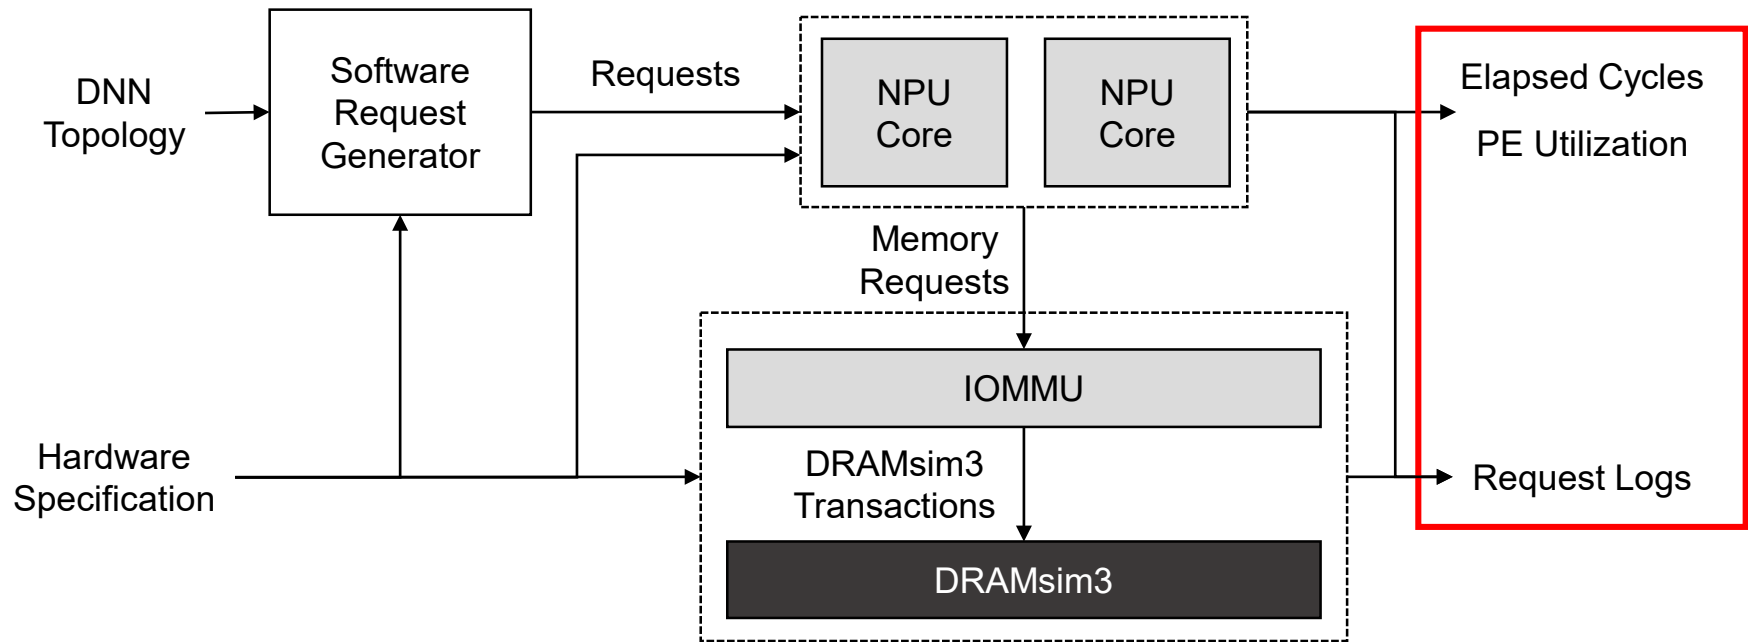 DNN
Topology
Software
Request
Generator
Requests
NPU
Core
NPU
Core
Elapsed Cycles
PE Utilization
Memory
Requests
IOMMU
Hardware
Specification
DRAMsim3
Transactions
Request Logs
DRAMsim3